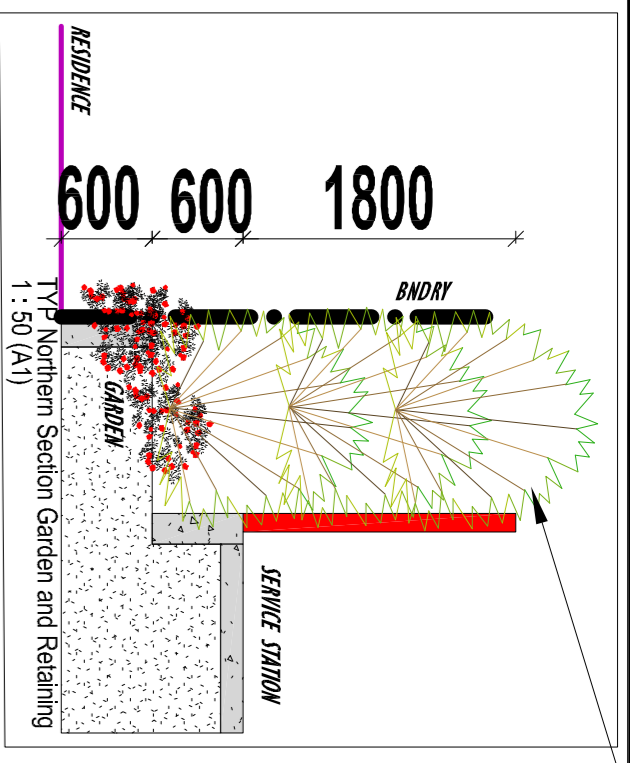 RESIDENCE
600
600
1800
BNDRY
GARDEN
SERVICE STATION
TYP Northern Section Garden and Retaining
1 : 50 (A1)